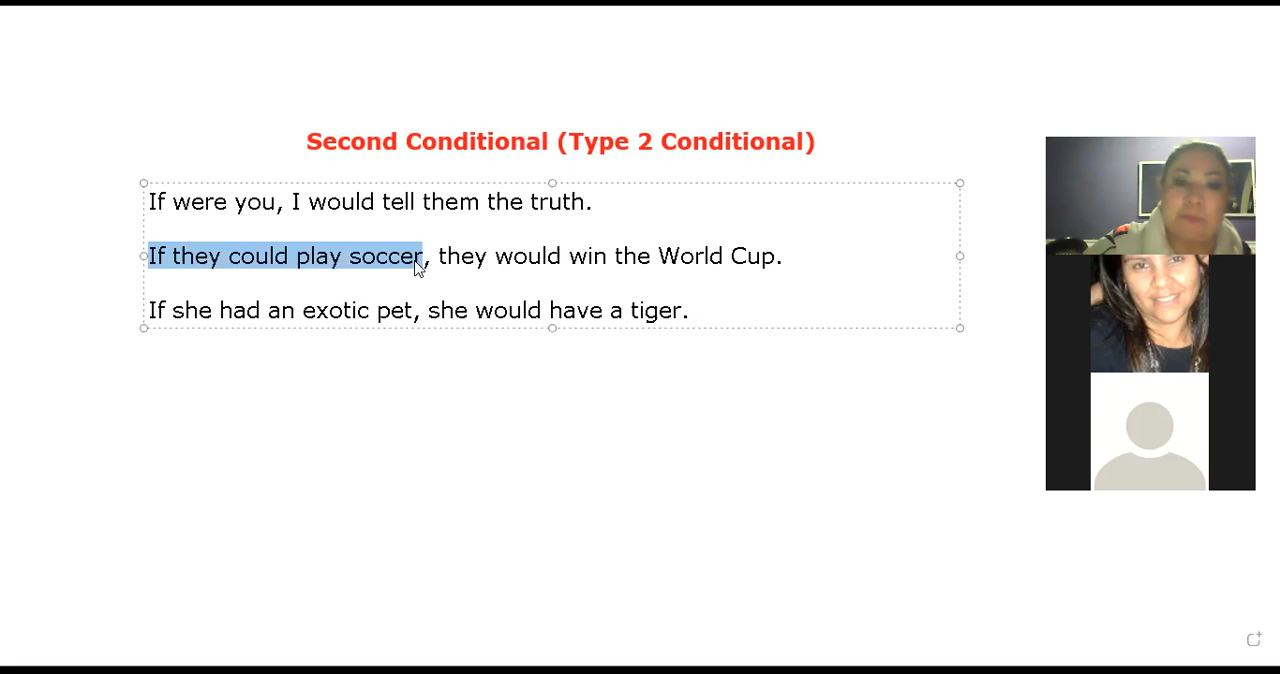 Second Conditional (Type 2 Conditional)
If were you, I would tell them the truth.
If they could play soccer, they would win the World Cup.
If she had an exotic pet, she would have a tiger.